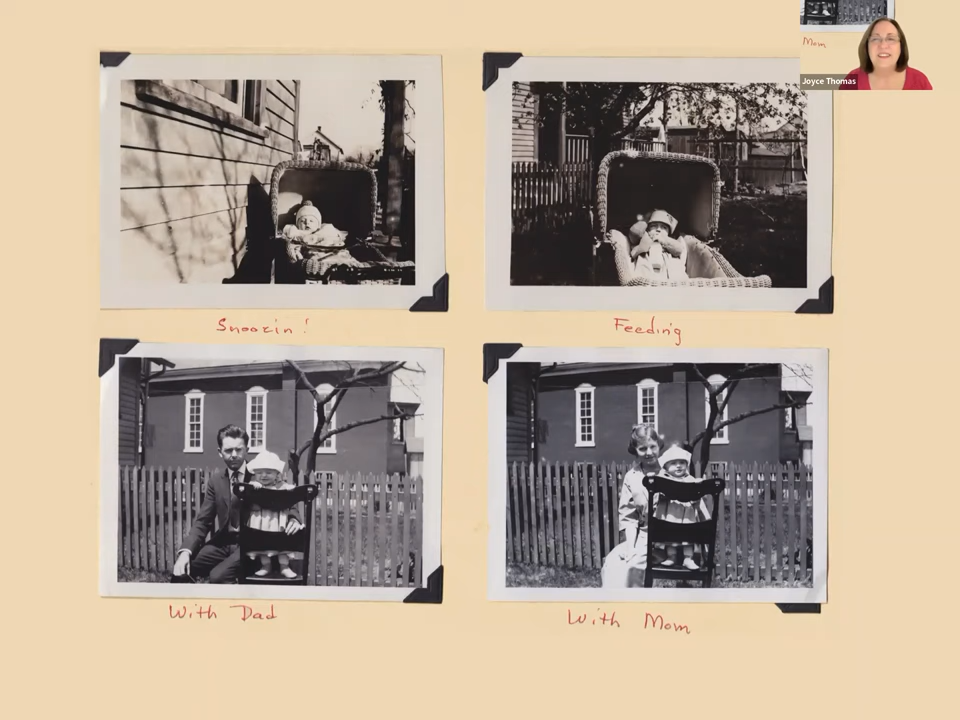 Mom
Joyce Thomas
Snoozin!
Feeding
With Dad
With Mom